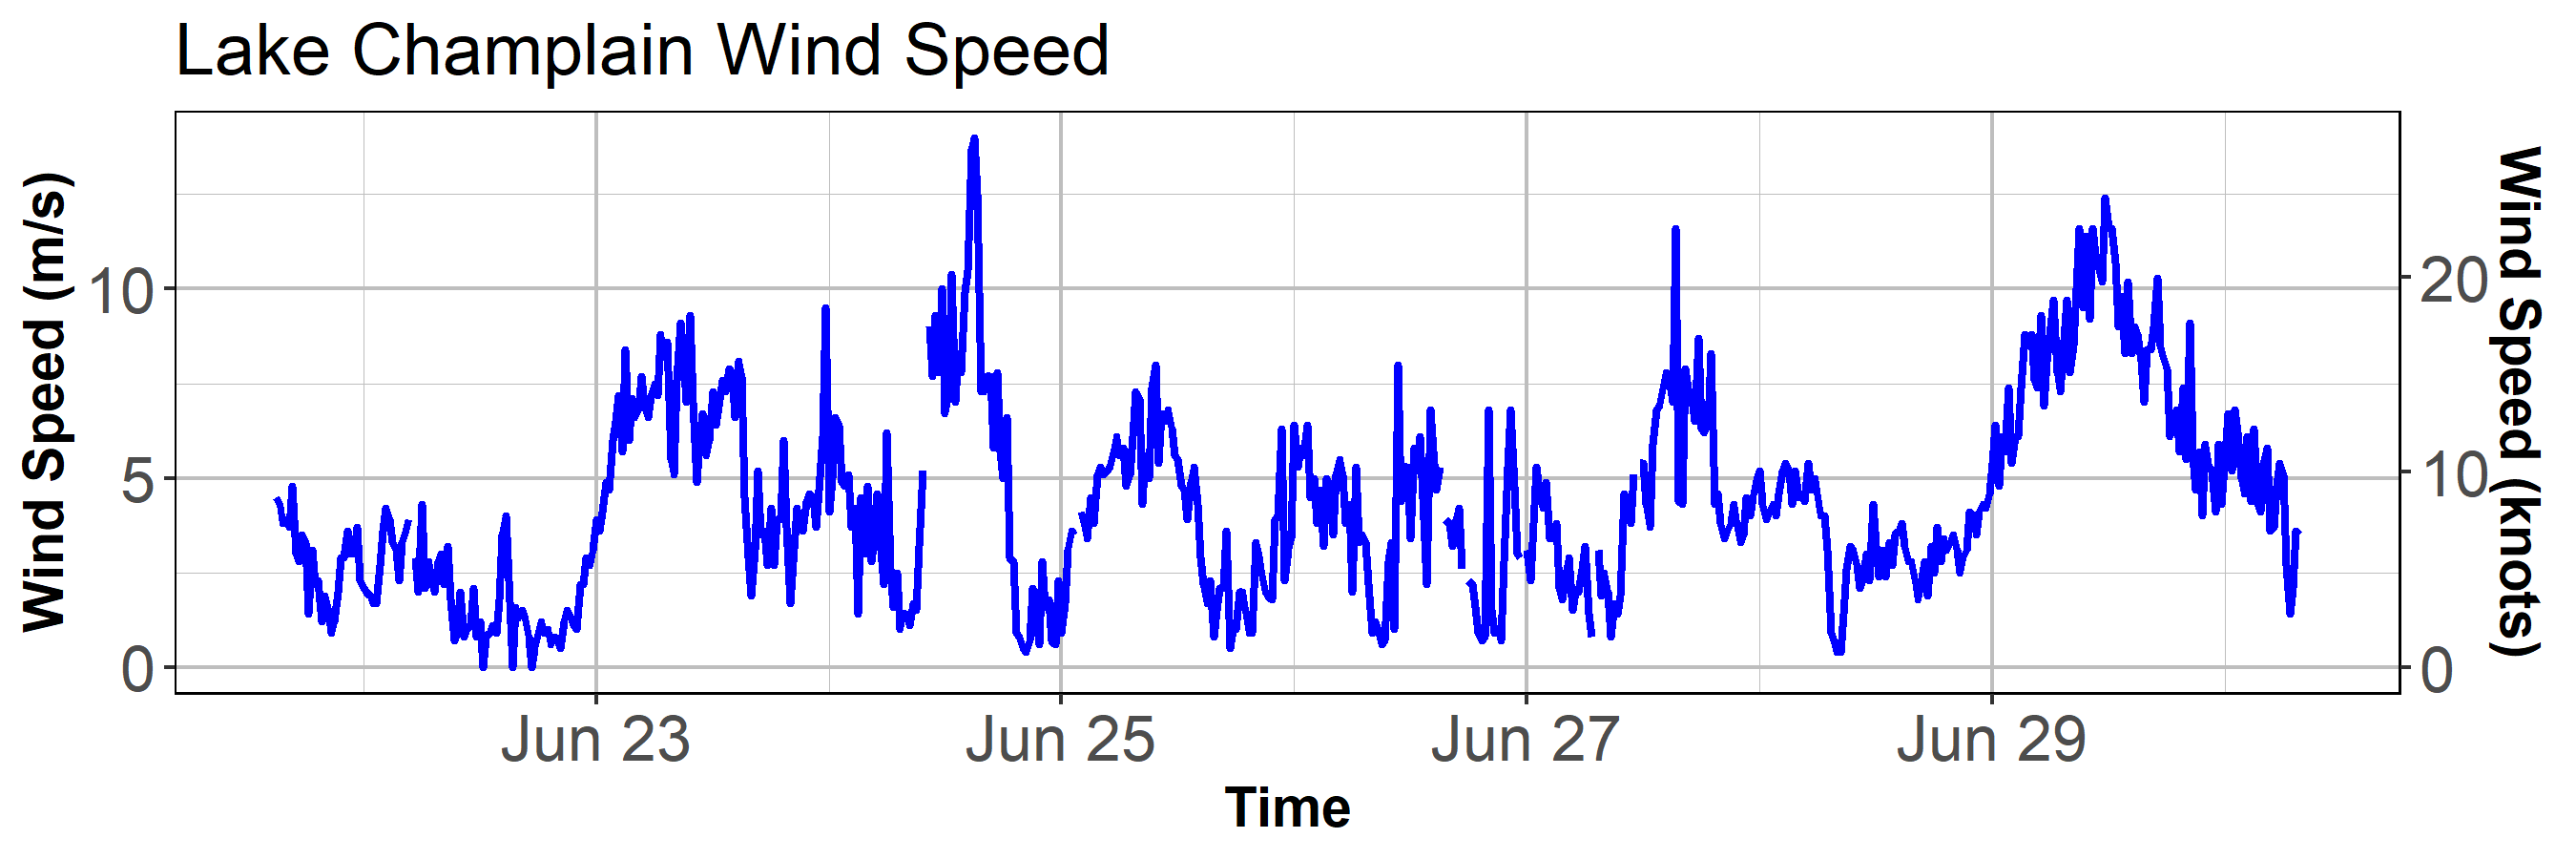 Lake Champlain Wind Speed
Wind Speed (m/s)
10
5
0
20
10
0
Wind Speed (knots)
Jun 23
Jun 25
Jun 27
Jun 29
Time